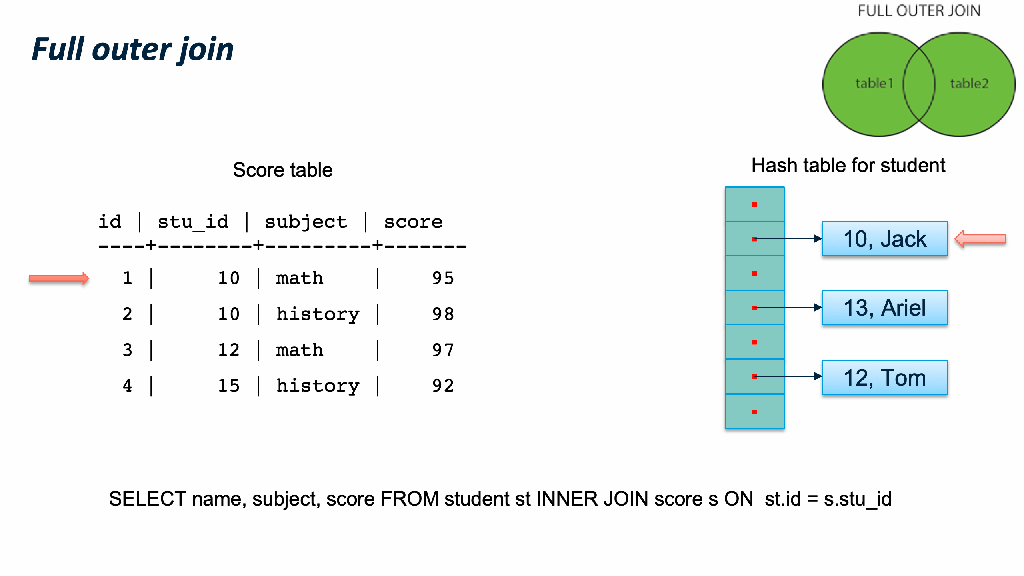 FULL OUTER JOIN
Full outer join
table1 table2
Score table
id | stu_id | subject | score
----+--------+---------+-------
1 | 10 | math | 95
2 | 10 | history | 98
3 | 12 | math | 97
4 | 15 | history | 92
Hash table for student
10, Jack
13, Ariel
12, Tom
SELECT name, subject, score FROM student st INNER JOIN score s ON st.id = s.stu_id